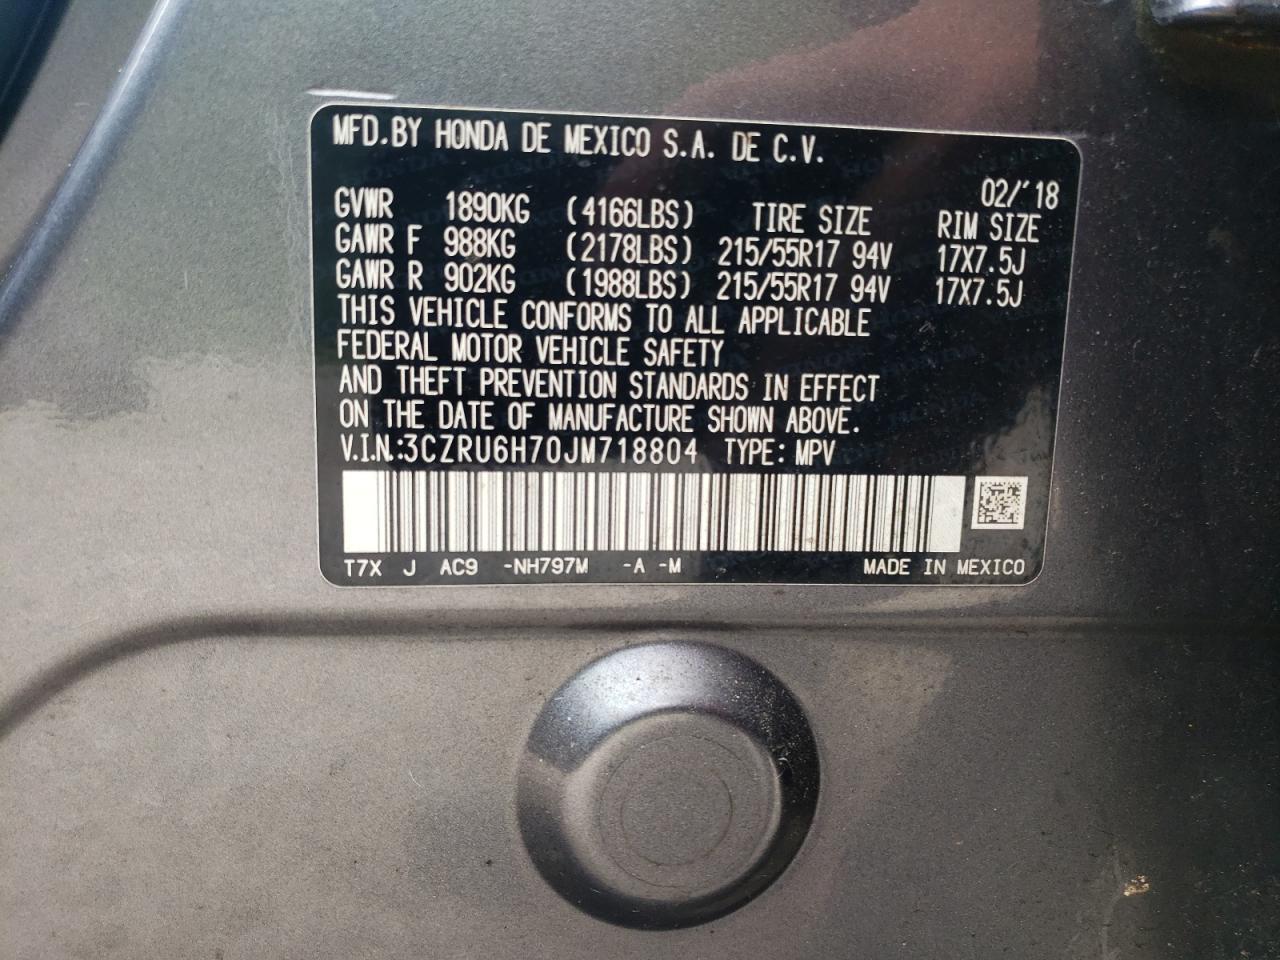 MFD.BY HONDA DE MEXICO S.A. DE C.V.
02/'18
GVWR 1890KG (4166LBS) TIRE SIZE RIM SIZE
GAWR F 988KG (2178LBS) 215/55R17 94V 17X7.5J
GAWR R 902KG (1988LBS) 215/55R17 94V 17X7.5J
THIS VEHICLE CONFORMS TO ALL APPLICABLE
FEDERAL MOTOR VEHICLE SAFETY
AND THEFT PREVENTION STANDARDS IN EFFECT
ON THE DATE OF MANUFACTURE SHOWN ABOVE.
V.I.N.:3CZRU6H70JM718804 TYPE: MPV
T7X J AC9 -NH797M -A -M MADE IN MEXICO